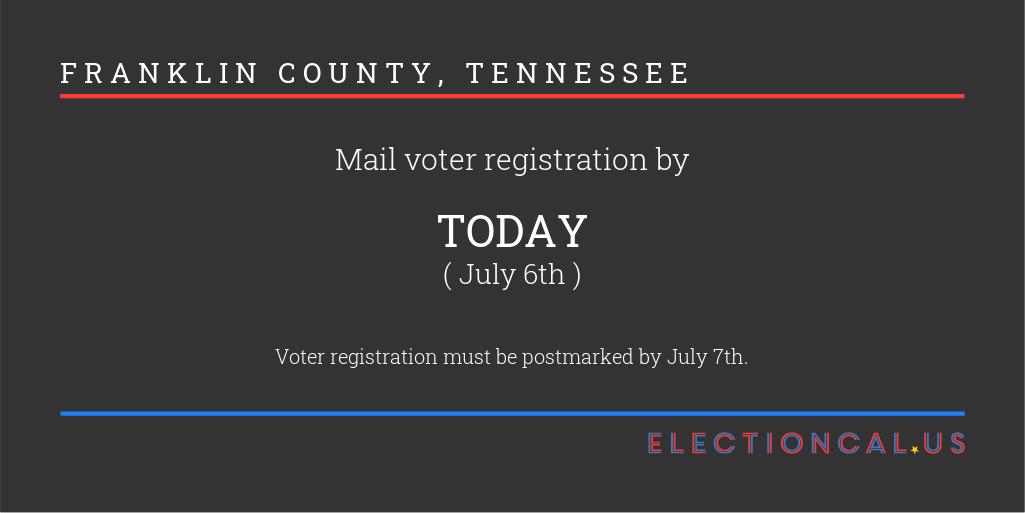 FRANKLIN COUNTY, TENNESSEE
Mail voter registration by
TODAY
( July 6th )
Voter registration must be postmarked by July 7th.
ELECTIONCAL.US